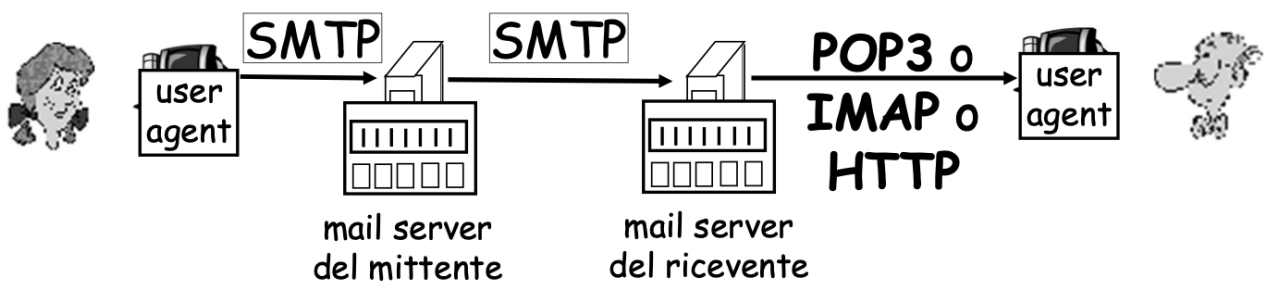 SMTP
SMTP
POP3 o
IMAP o
HTTP
user
agent
user
agent
mail server
del mittente
mail server
del ricevente